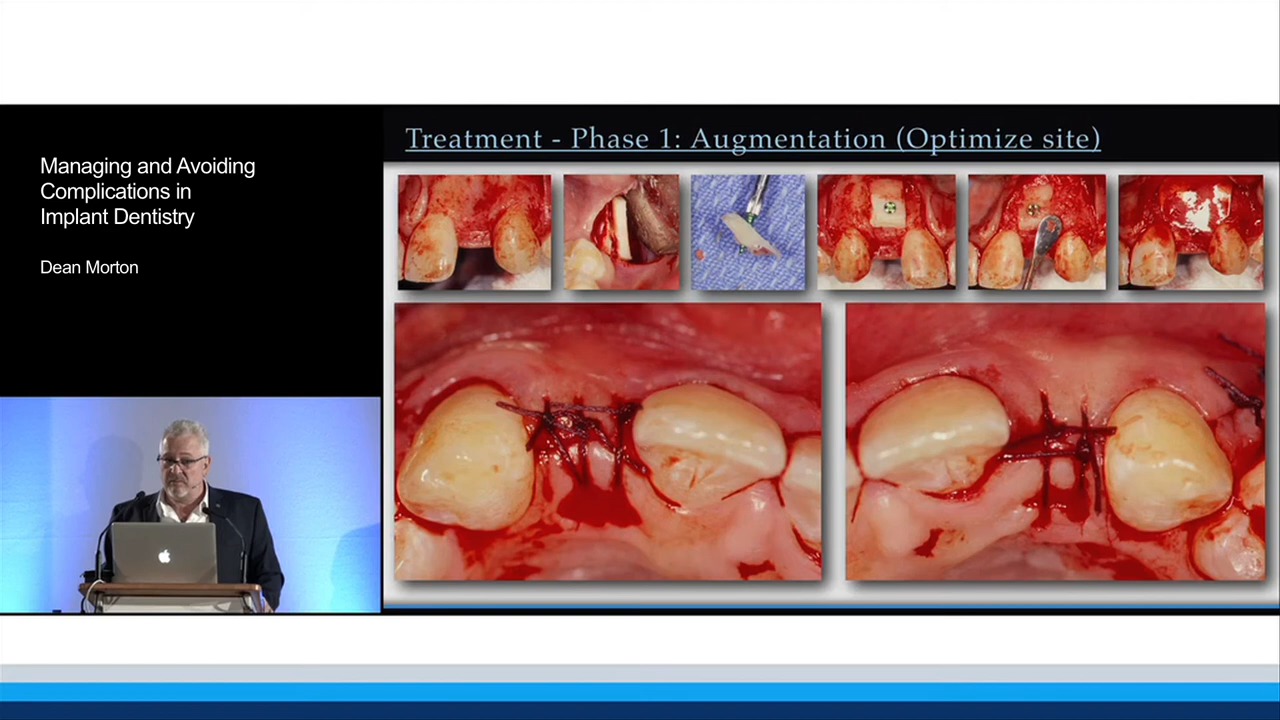 Managing and Avoiding
Complications in
Implant Dentistry
Dean Morton
Treatment - Phase 1: Augmentation (Optimize site)